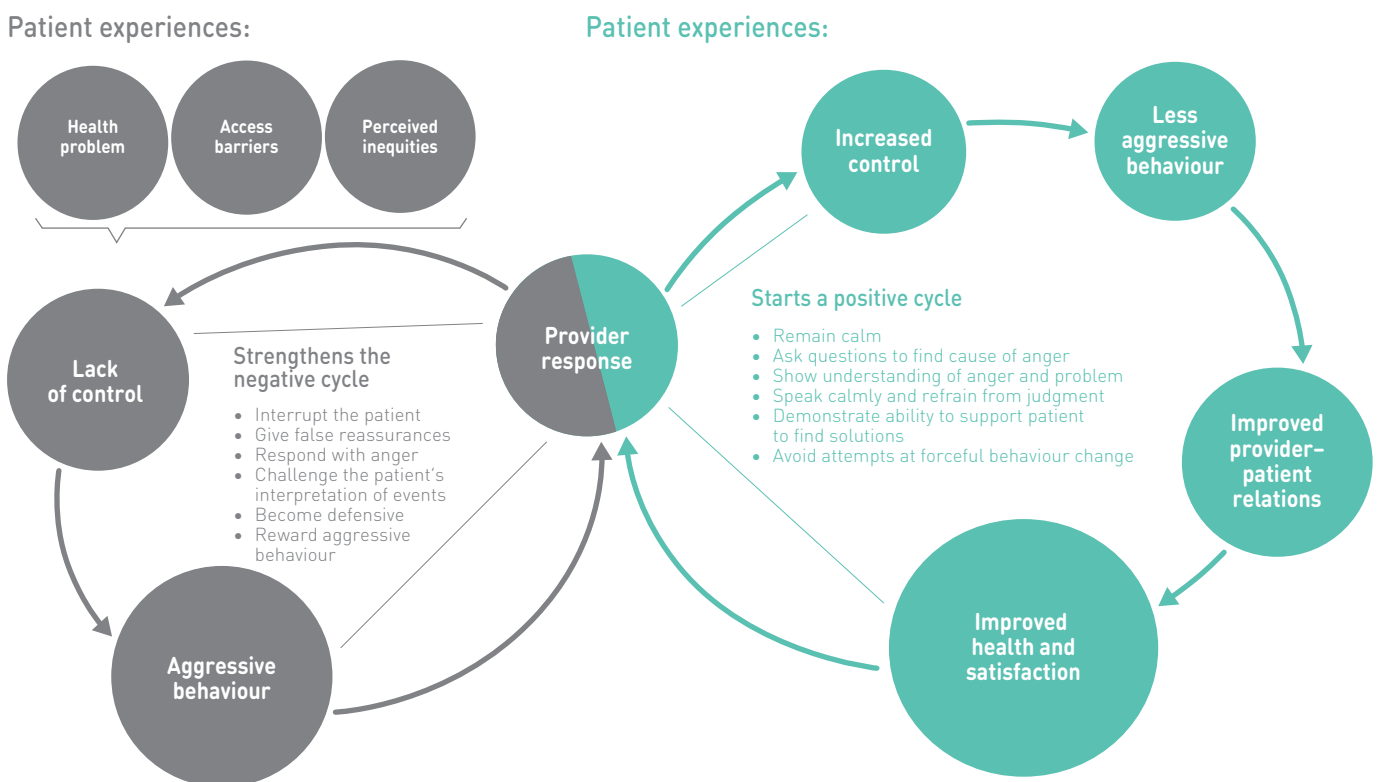 Patient experiences:
Health
problem
Access
barriers
Perceived
inequities
Lack
of control
Strengthens the
negative cycle
• Interrupt the patient
• Give false reassurances
• Respond with anger
• Challenge the patient's
interpretation of events
• Become defensive
• Reward aggressive
behaviour
Aggressive
behaviour
Provider
response
Patient experiences:
Increased
control
Less
aggressive
behaviour
Starts a positive cycle
• Remain calm
• Ask questions to find cause of anger
• Show understanding of anger and problem
• Speak calmly and refrain from judgment
• Demonstrate ability to support patient
to find solutions
• Avoid attempts at forceful behaviour change
Improved
provider–
patient
relations
Improved
health and
satisfaction